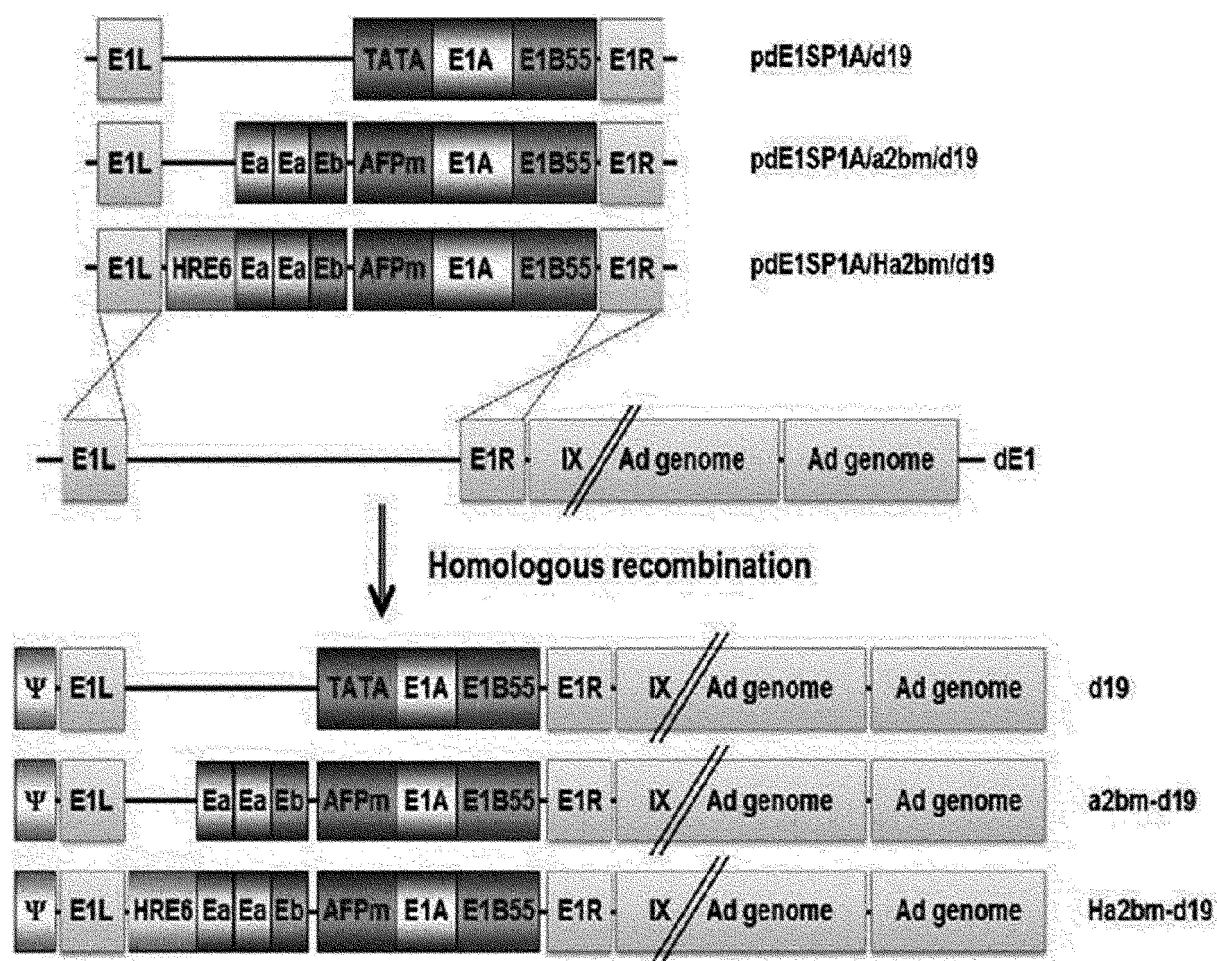 E1L TATA E1A E1B55 E1R pdE1SP1A/d19
E1L Ea Ea Eb AFPm E1A E1B55 E1R pdE1SP1A/a2bm/d19
E1L HRE6 Ea Ea Eb AFPm E1A E1B55 E1R pdE1SP1A/Ha2bm/d19
E1L E1R IX Ad genome Ad genome dE1
Homologous recombination
Ψ E1L TATA E1A E1B55 E1R IX Ad genome Ad genome d19
Ψ E1L Ea Ea Eb AFPm E1A E1B55 E1R IX Ad genome Ad genome a2bm-d19
Ψ E1L HRE6 Ea Ea Eb AFPm E1A E1B55 E1R IX Ad genome Ad genome Ha2bm-d19